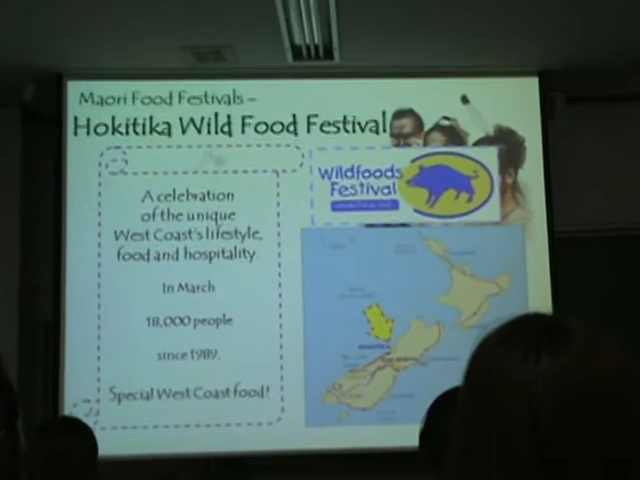 Maori Food Festivals –
Hokitika Wild Food Festival
Wildfoods
Festival
A celebration
of the unique
West Coast's lifestyle,
food and hospitality.
In March
18,000 people
since 1989.
Special West Coast food!